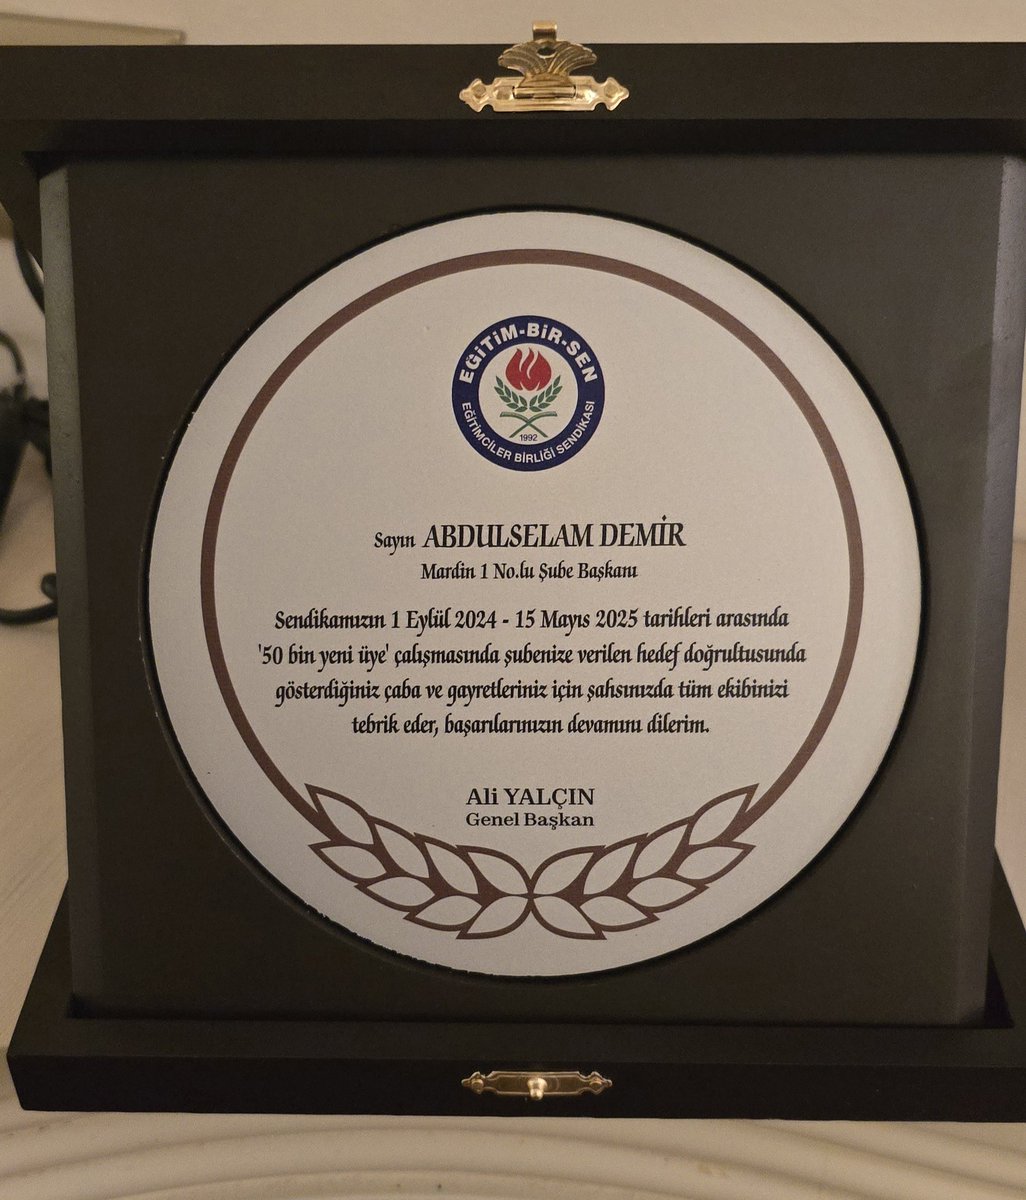 EĞİTİM-BİR-SEN
EĞİTİMCİLER BİRLİĞİ SENDİKASI
1992
Sayın ABDULSELAM DEMİR
Mardin 1 No.lu Şube Başkanı
Sendikamızın 1 Eylül 2024 - 15 Mayıs 2025 tarihleri arasında
'50 bin yeni üye' çalışmasında şubenize verilen hedef doğrultusunda
gösterdiğiniz çaba ve gayretleriniz için şahsınızda tüm ekibinizi
tebrik eder, başarılarınızın devamını dilerim.
Ali YALÇIN
Genel Başkan